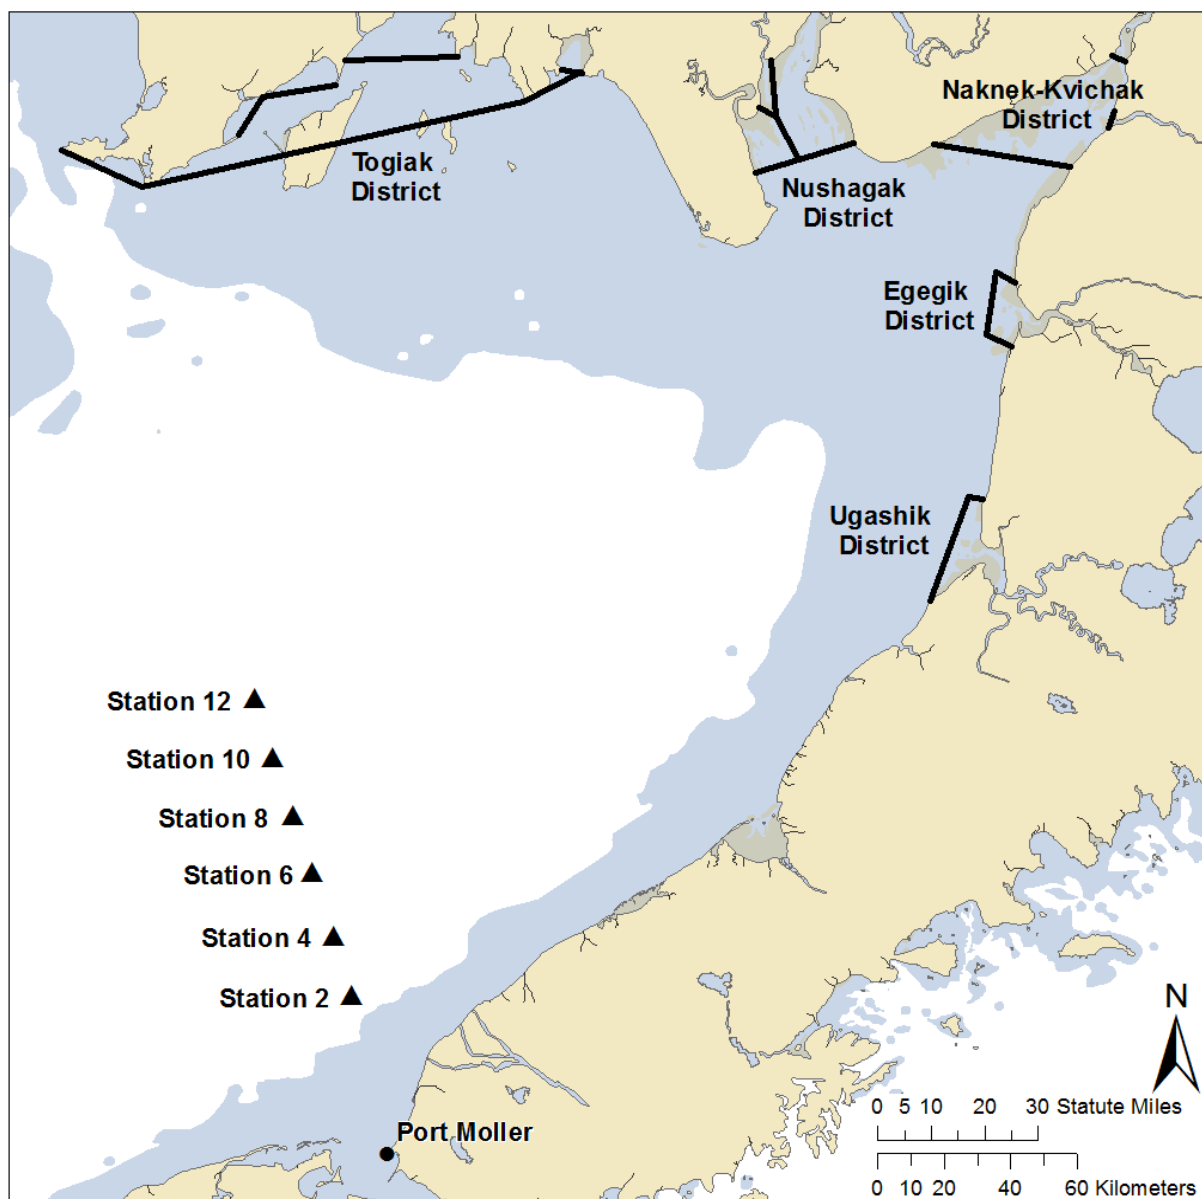 Naknek-Kvichak
District
Togiak
District
Nushagak
District
Egegik
District
Ugashik
District
Station 12
Station 10
Station 8
Station 6
Station 4
Station 2
Port Moller
N
0 5 10 20 30 Statute Miles
0 10 20 40 60 Kilometers